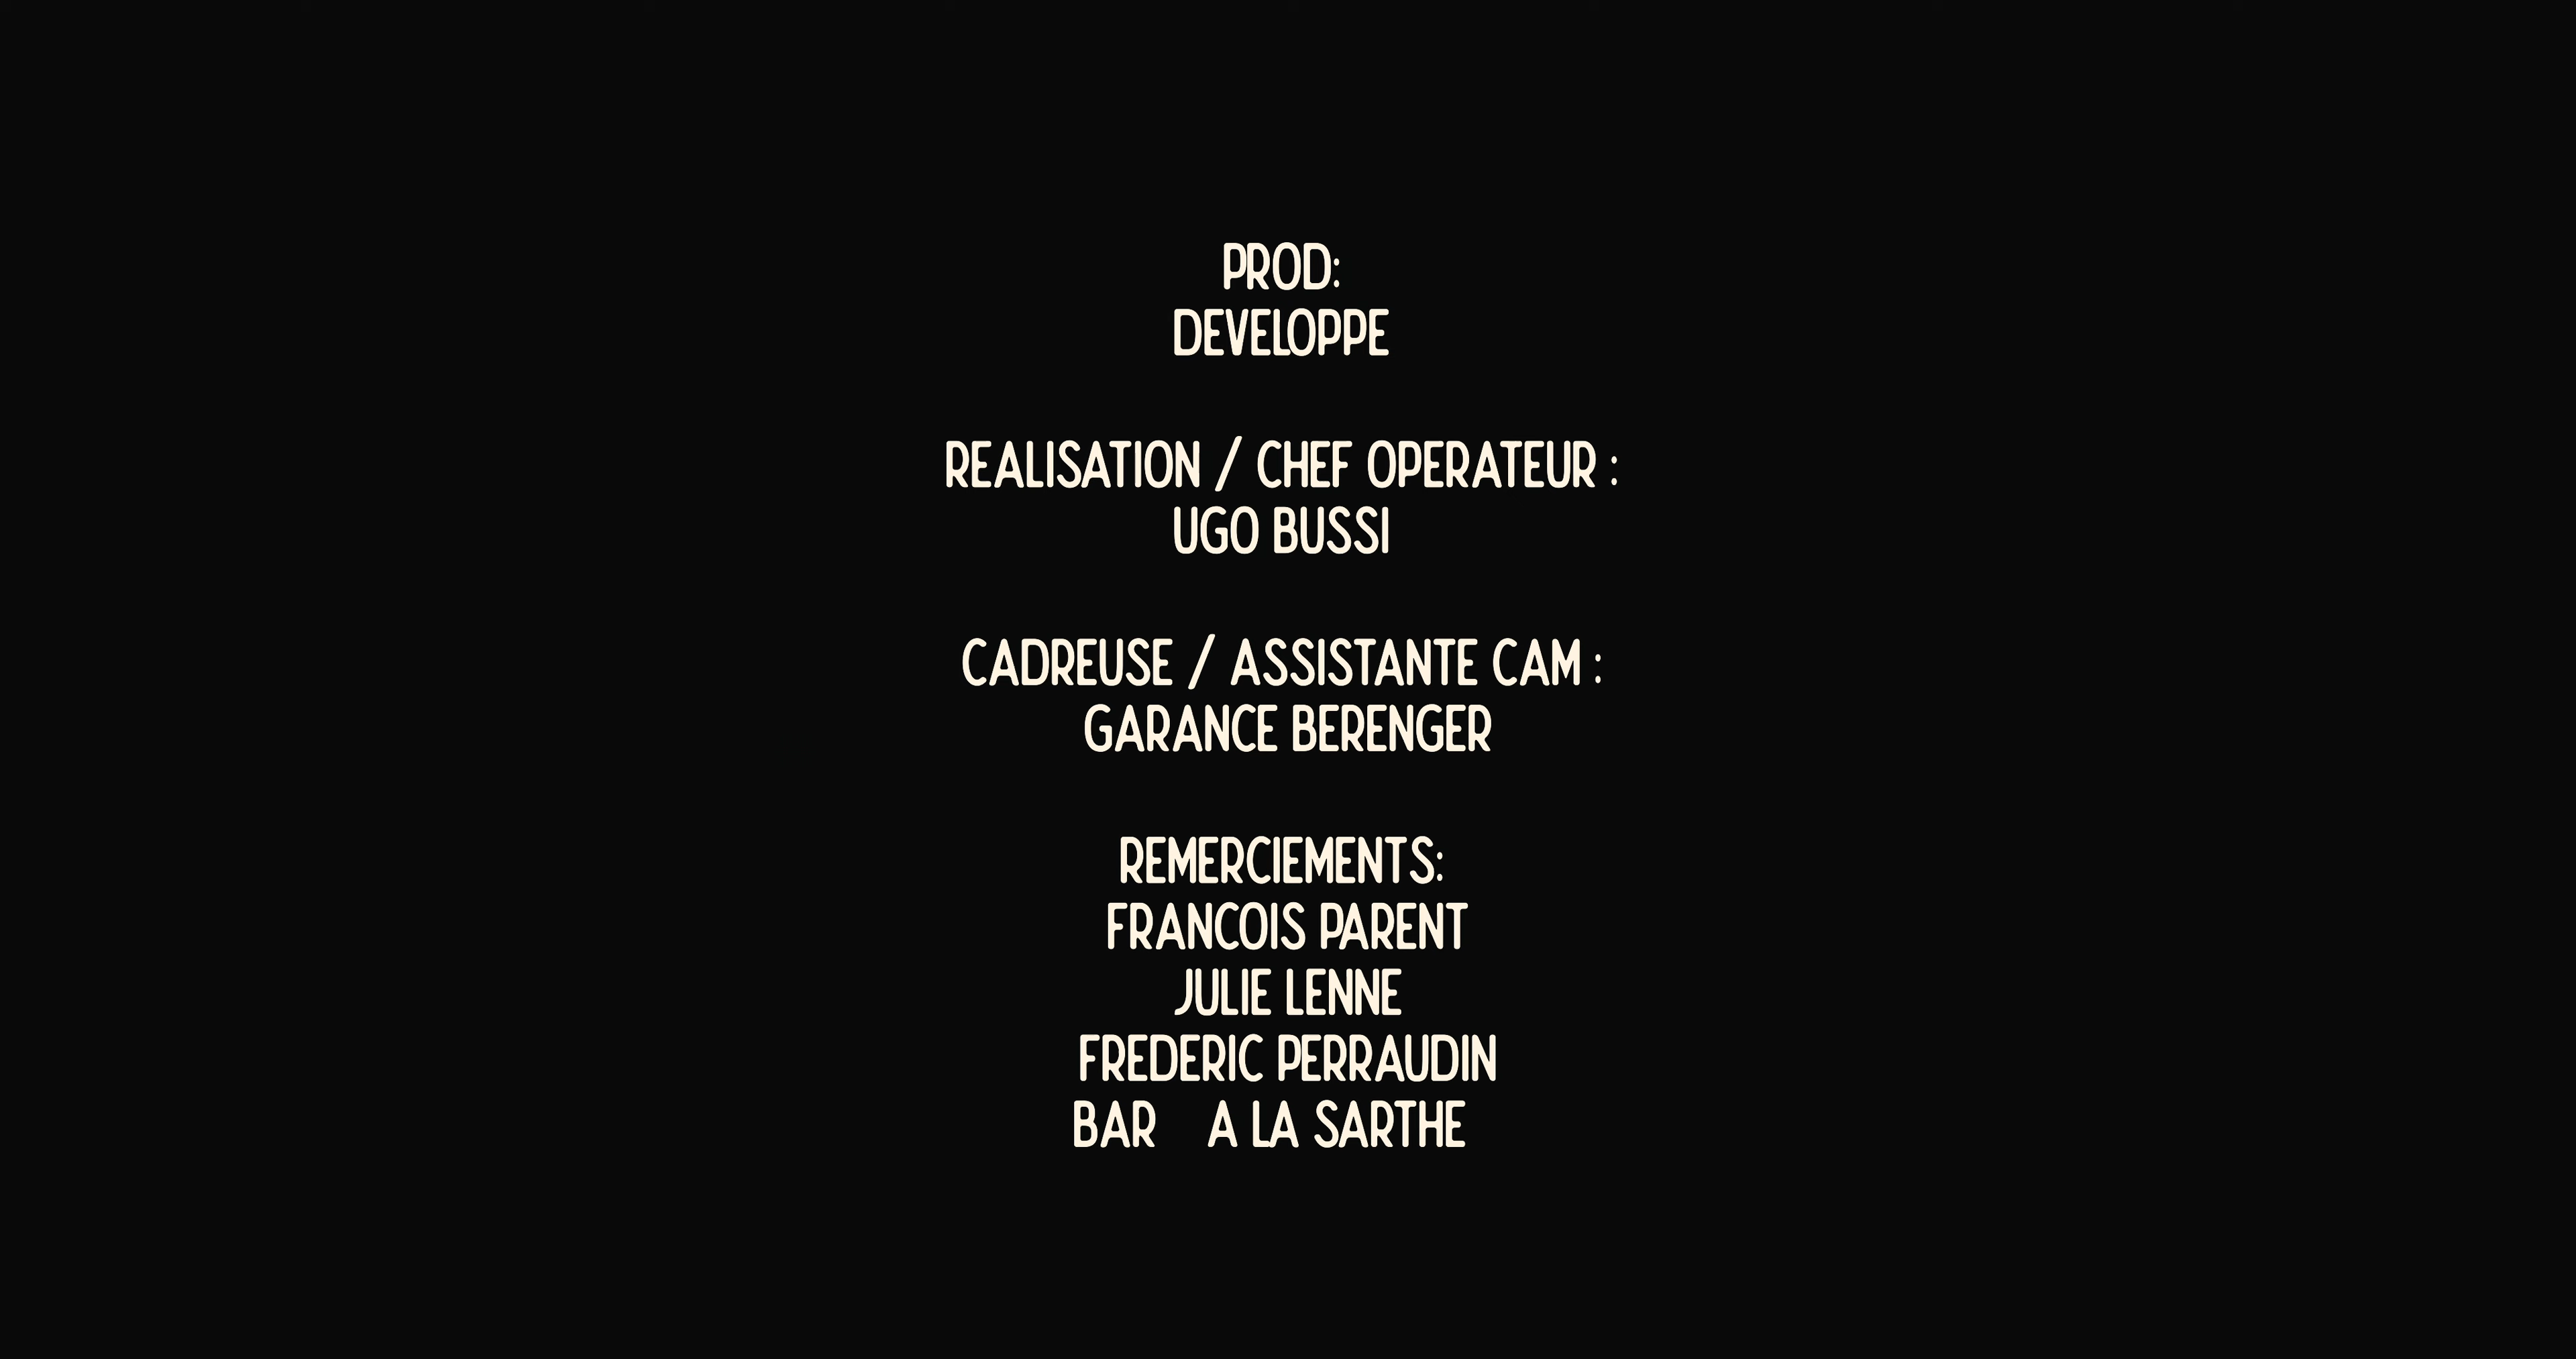 PROD:
DEVELOPPE
REALISATION / CHEF OPERATEUR :
UGO BUSSI
CADREUSE / ASSISTANTE CAM :
GARANCE BERENGER
REMERCIEMENTS:
FRANCOIS PARENT
JULIE LENNE
FREDERIC PERRAUDIN
BAR A LA SARTHE